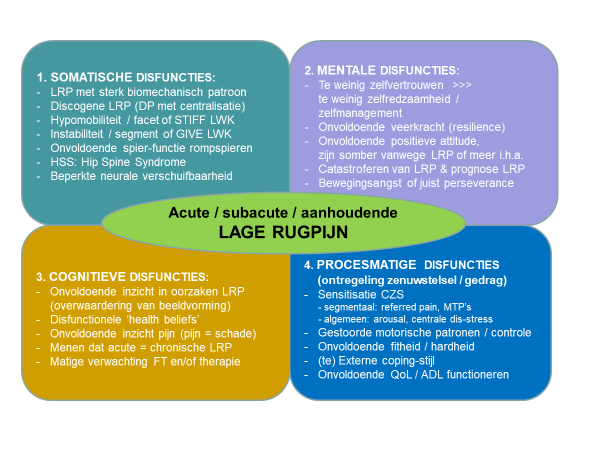 1. SOMATISCHE DISFUNCTIES:
- LRP met sterk biomechanisch patroon
- Discogene LRP (DP met centralisatie)
- Hypomobiliteit / facet of STIFF LWK
- Instabiliteit / segment of GIVE LWK
- Onvoldoende spier-functie rompspieren
- HSS: Hip Spine Syndrome
- Beperkte neurale verschuifbaarheid
2. MENTALE DISFUNCTIES:
- Te weinig zelfvertrouwen >>>
te weinig zelfredzaamheid /
zelfmanagement
- Onvoldoende veerkracht (resilience)
- Onvoldoende positieve attitude,
zijn somber vanwege LRP of meer i.h.a.
- Catastroferen van LRP & prognose LRP
- Bewegingsangst of juist perseverance
Acute / subacute / aanhoudende
LAGE RUGPIJN
3. COGNITIEVE DISFUNCTIES:
- Onvoldoende inzicht in oorzaken LRP
(overwaardering van beeldvorming)
- Disfunctionele 'health beliefs'
- Onvoldoende inzicht pijn (pijn = schade)
- Menen dat acute = chronische LRP
- Matige verwachting FT en/of therapie
4. PROCESMATIGE DISFUNCTIES
(ontregeling zenuwstelsel / gedrag)
- Sensitisatie CZS
- segmentaal: referred pain, MTP's
- algemeen: arousal, centrale dis-stress
- Gestoorde motorische patronen / controle
- Onvoldoende fitheid / hardheid
- (te) Externe coping-stijl
- Onvoldoende QoL / ADL functioneren